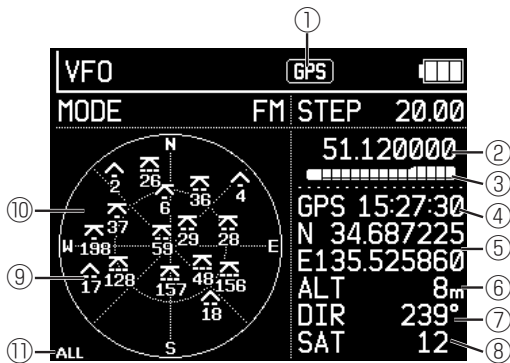 ①
VFO GPS
MODE FM STEP 20.00
51.120000 ②
③
GPS 15:27:30 ④
N 34.687225
E135.525860 ⑤
ALT 8m ⑥
DIR 239° ⑦
SAT 12 ⑧
N
2 26 36 4
6
37 29 28
⑩
W 198 59 E
⑨ 17 128 157 48 156
18
S
⑪ ALL